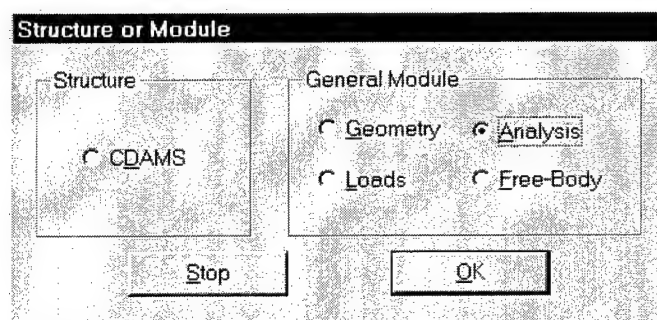 Structure or Module
Structure
General Module
CDAMS
Geometry
Analysis
Loads
Free-Body
Stop
OK